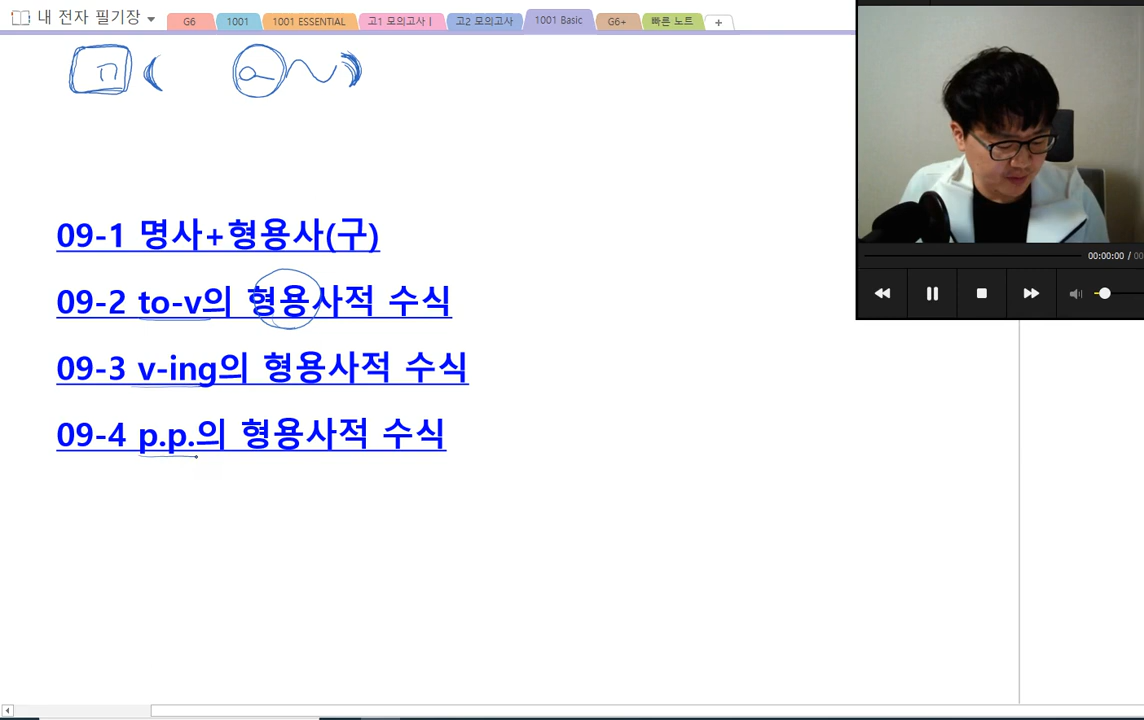 내 전자 필기장
G6 1001 1001 ESSENTIAL 고1 모의고사 I 고2 모의고사 1001 Basic G6+ 빠른 노트 +
09-1 명사+형용사(구)
09-2 to-v의 형용사적 수식
09-3 v-ing의 형용사적 수식
09-4 p.p.의 형용사적 수식
00:00:00 / 00